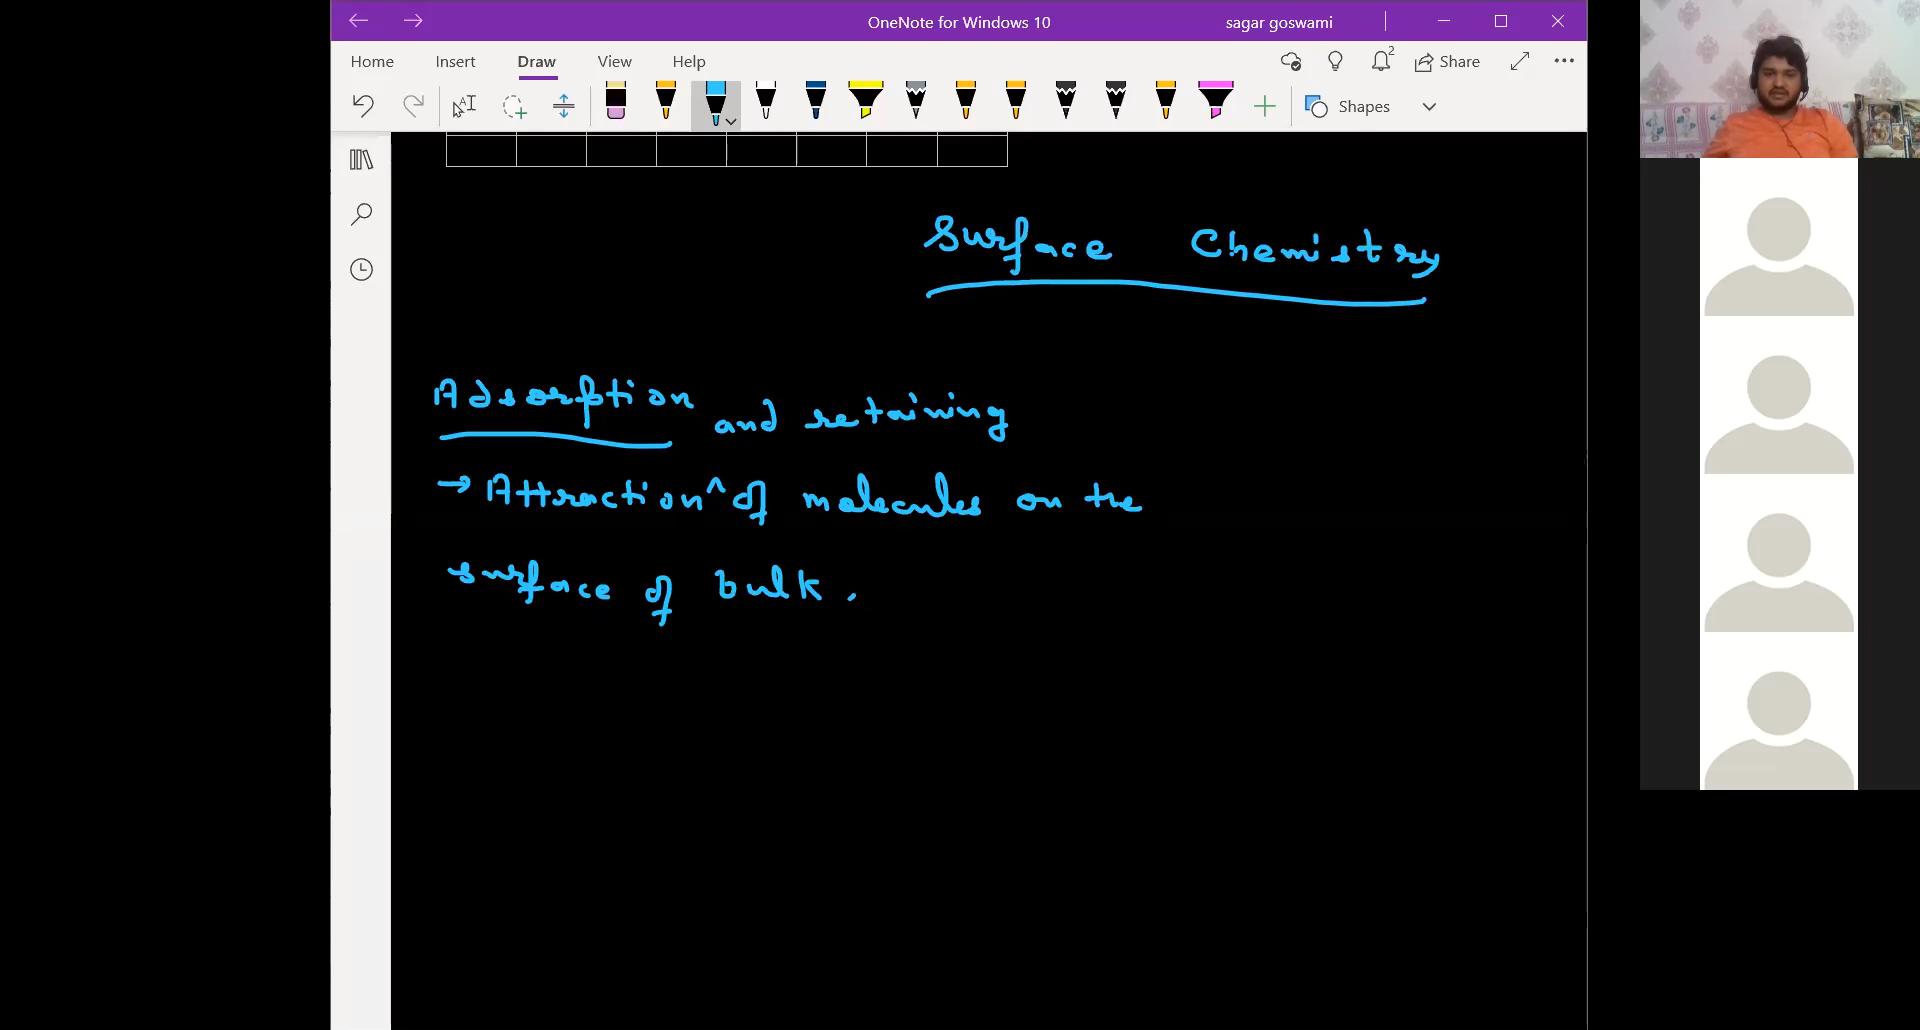 OneNote for Windows 10
sagar goswami
Home Insert Draw View Help
2
Share
Shapes
Surface Chemistry
Adsorption and retaining
→ Attraction ^ of molecules on the
surface of bulk.